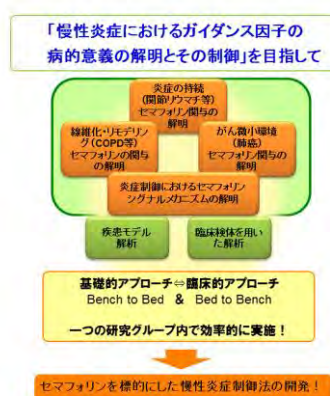 「慢性炎症におけるガイダンス因子の
病的意義の解明とその制御」を目指して
炎症の持続
(関節リウマチ等)
セマフォリン関与の
解明
線維化・リモデリン
グ(COPD等)
セマフォリンの関与
の解明
がん微小環境
(肺癌)
セマフォリン関与の
解明
炎症制御におけるセマフォリン
シグナルメカニズムの解明
疾患モデル
解析
臨床検体を用い
た解析
基礎的アプローチ⇔臨床的アプローチ
Bench to Bed & Bed to Bench
一つの研究グループ内で効率的に実施！
セマフォリンを標的にした慢性炎症制御法の開発！